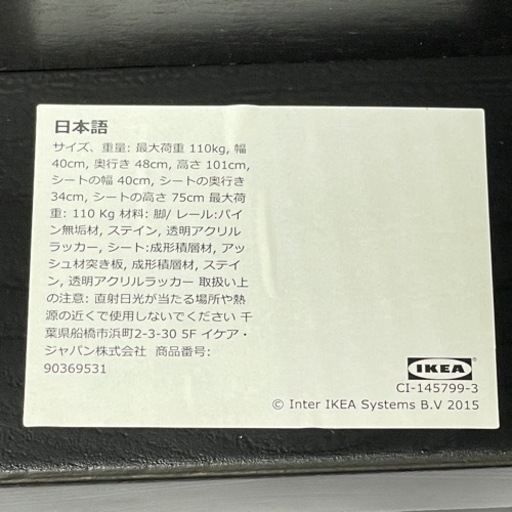 日本語
サイズ、重量: 最大荷重 110kg, 幅
40cm, 奥行き 48cm, 高さ 101cm,
シートの幅 40cm, シートの奥行き
34cm, シートの高さ 75cm 最大荷
重: 110 Kg 材料: 脚/ レール:パイ
ン無垢材, ステイン, 透明アクリル
ラッカー, シート:成形積層材, アッ
シュ材突き板, 成形積層材, ステイ
ン, 透明アクリルラッカー 取扱い上
の注意: 直射日光が当たる場所や熱
源の近くで使用しないでください 千
葉県船橋市浜町2-3-30 5F イケア・
ジャパン株式会社 商品番号:
90369531
IKEA
CI-145799-3
© Inter IKEA Systems B.V 2015